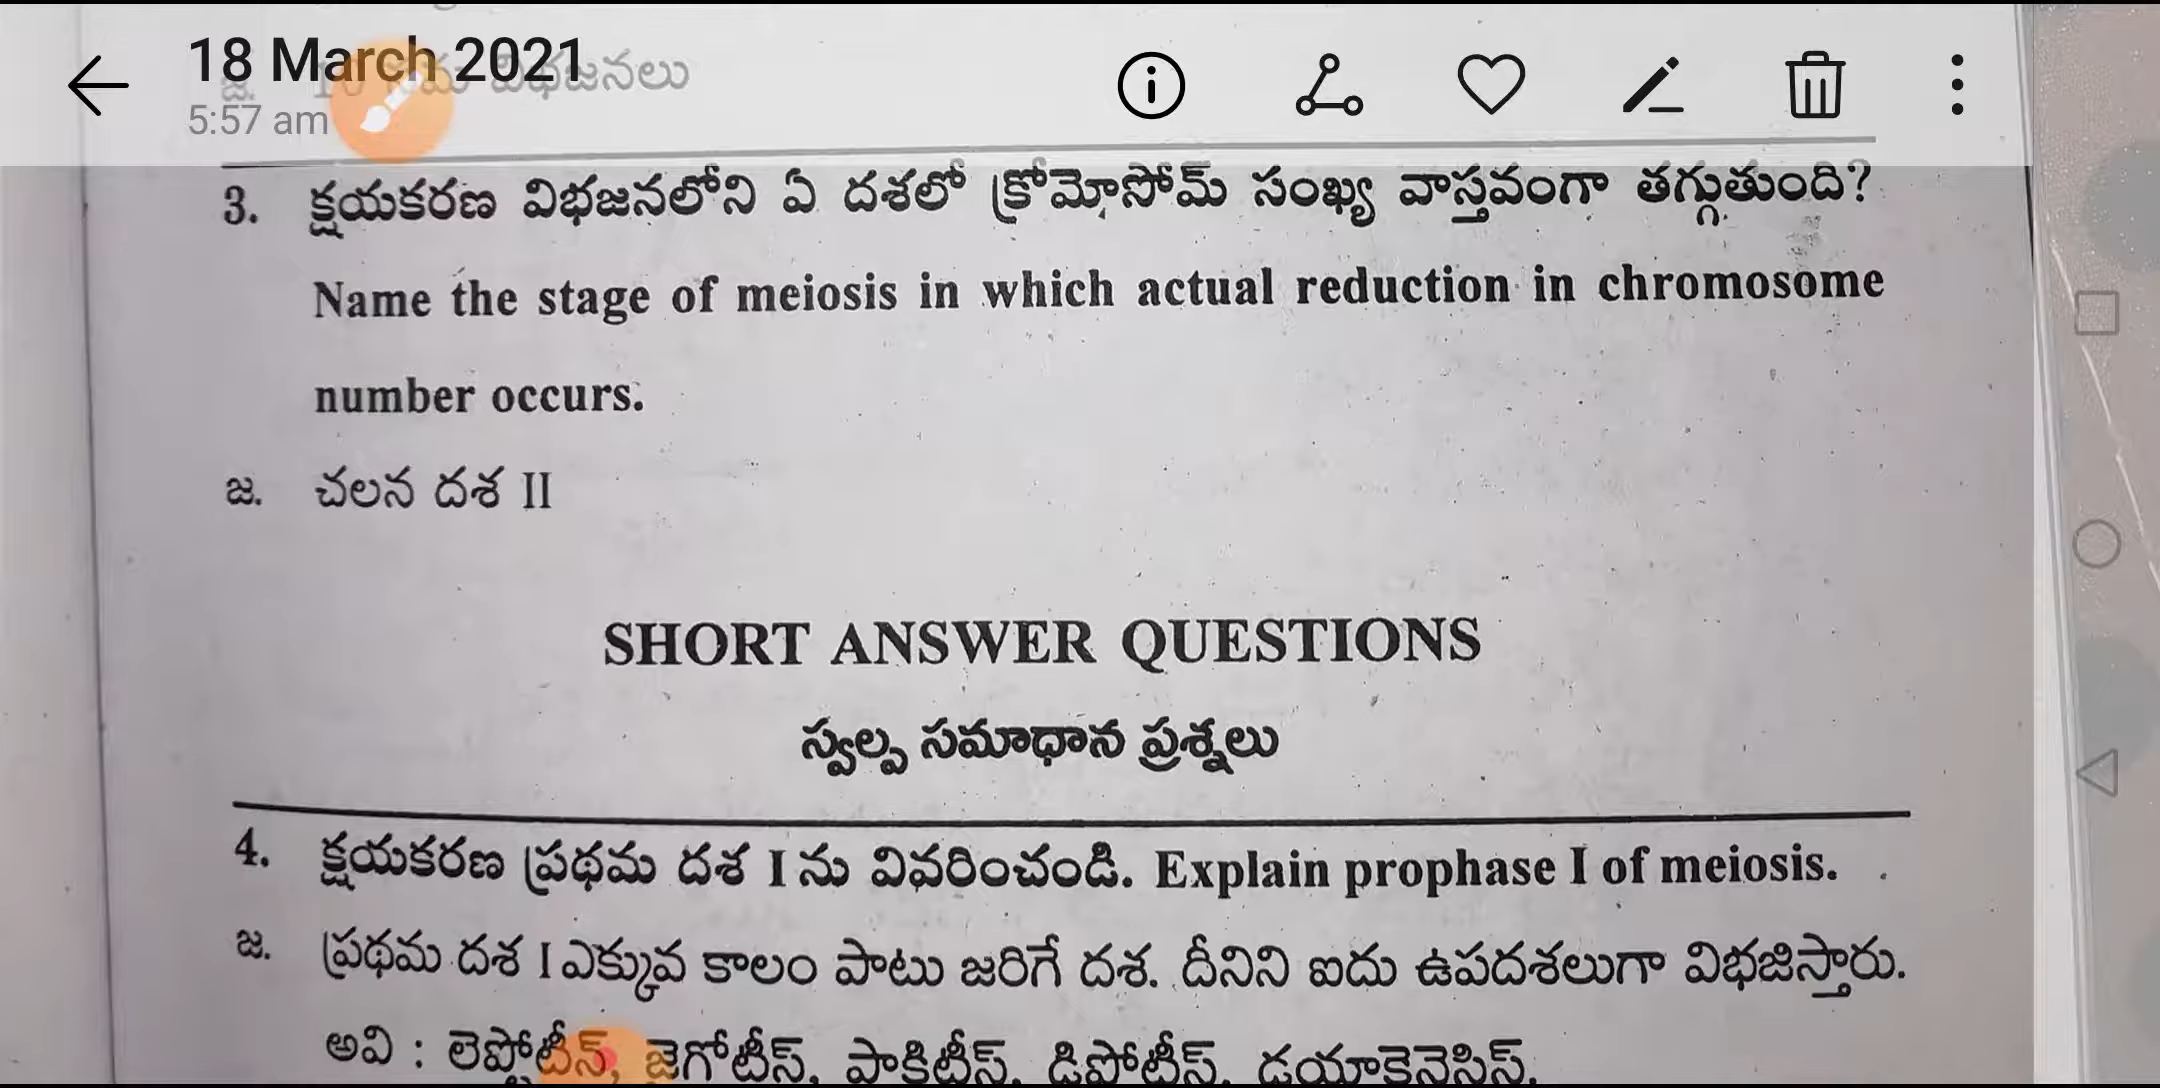 18 March 2021
5:57 am
విభజనలు
3. క్షయకరణ విభజనలోని ఏ దశలో క్రోమోసోమ్ సంఖ్య వాస్తవంగా తగ్గుతుంది?
Name the stage of meiosis in which actual reduction in chromosome
number occurs.
జ. చలన దశ II
SHORT ANSWER QUESTIONS
స్వల్ప సమాధాన ప్రశ్నలు
4. క్షయకరణ ప్రథమ దశ I ను వివరించండి. Explain prophase I of meiosis.
జ. ప్రథమ దశ I ఎక్కువ కాలం పాటు జరిగే దశ. దీనిని ఐదు ఉపదశలుగా విభజిస్తారు.
అవి : లెప్టోటీన్, జైగోటీన్, పాకిటీన్, డిప్లోటీన్, డయాకైనెసిస్.